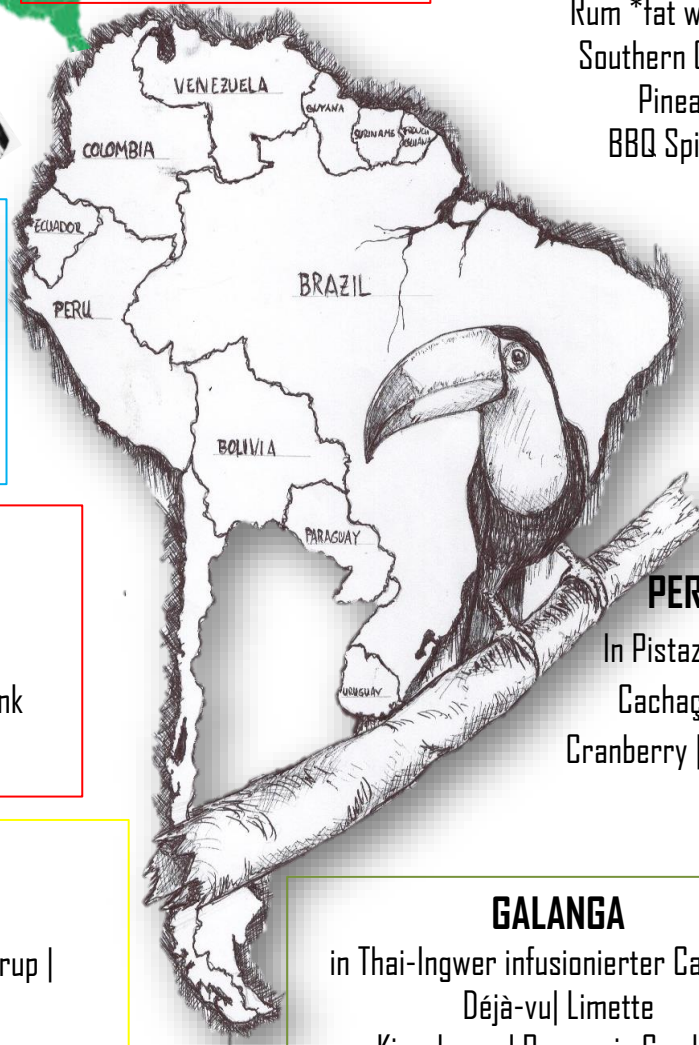 Rum *fat w
Southern
Pinea
BBQ Spi
VENEZUELA
GUYANA
SURINAME
FRENCH
GUIANA
COLOMBIA
ECUADOR
PERU
BRAZIL
BOLIVIA
PARAGUAY
URUGUAY
PER
In Pistaz
Cachaç
Cranberry |
nk
rup |
GALANGA
in Thai-Ingwer infusionierter Ca
Déjà-vu| Limette